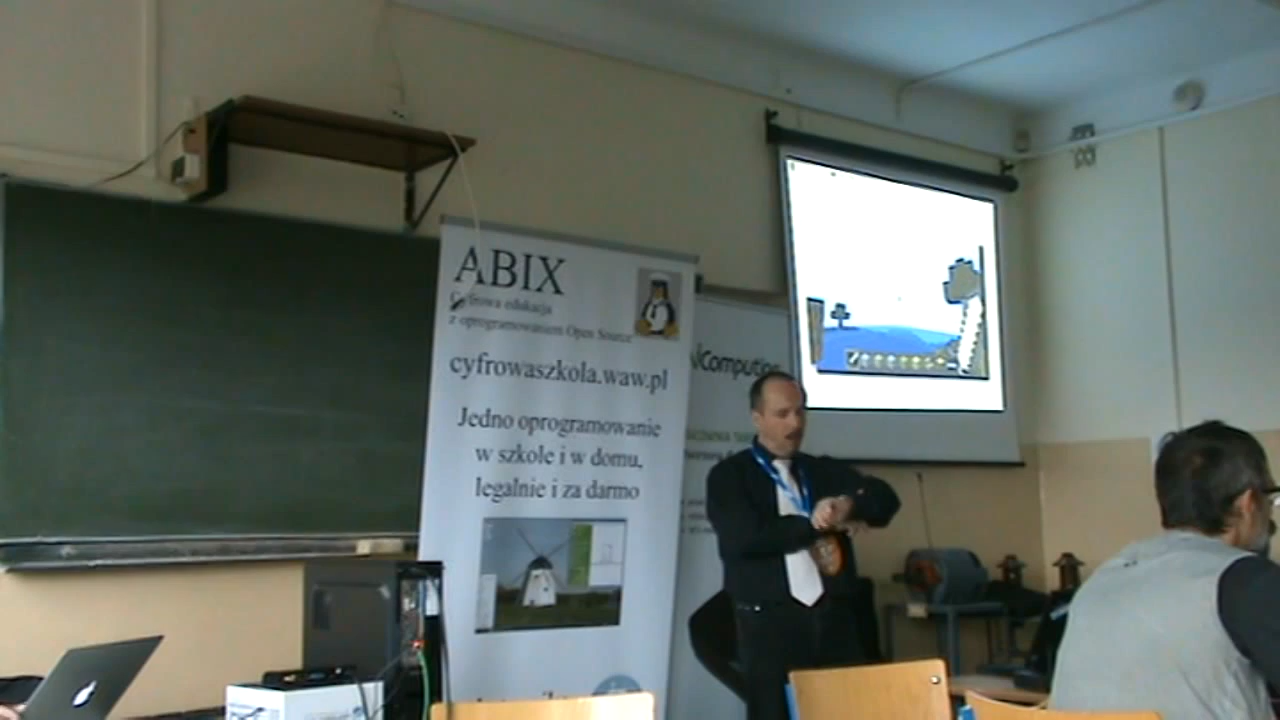 ABIX
Cyfrowa edukacja
z oprogramowaniem Open Source
cyfrowaszkola.waw.pl
Jedno oprogramowanie
w szkole i w domu,
legalnie i za darmo
Computing